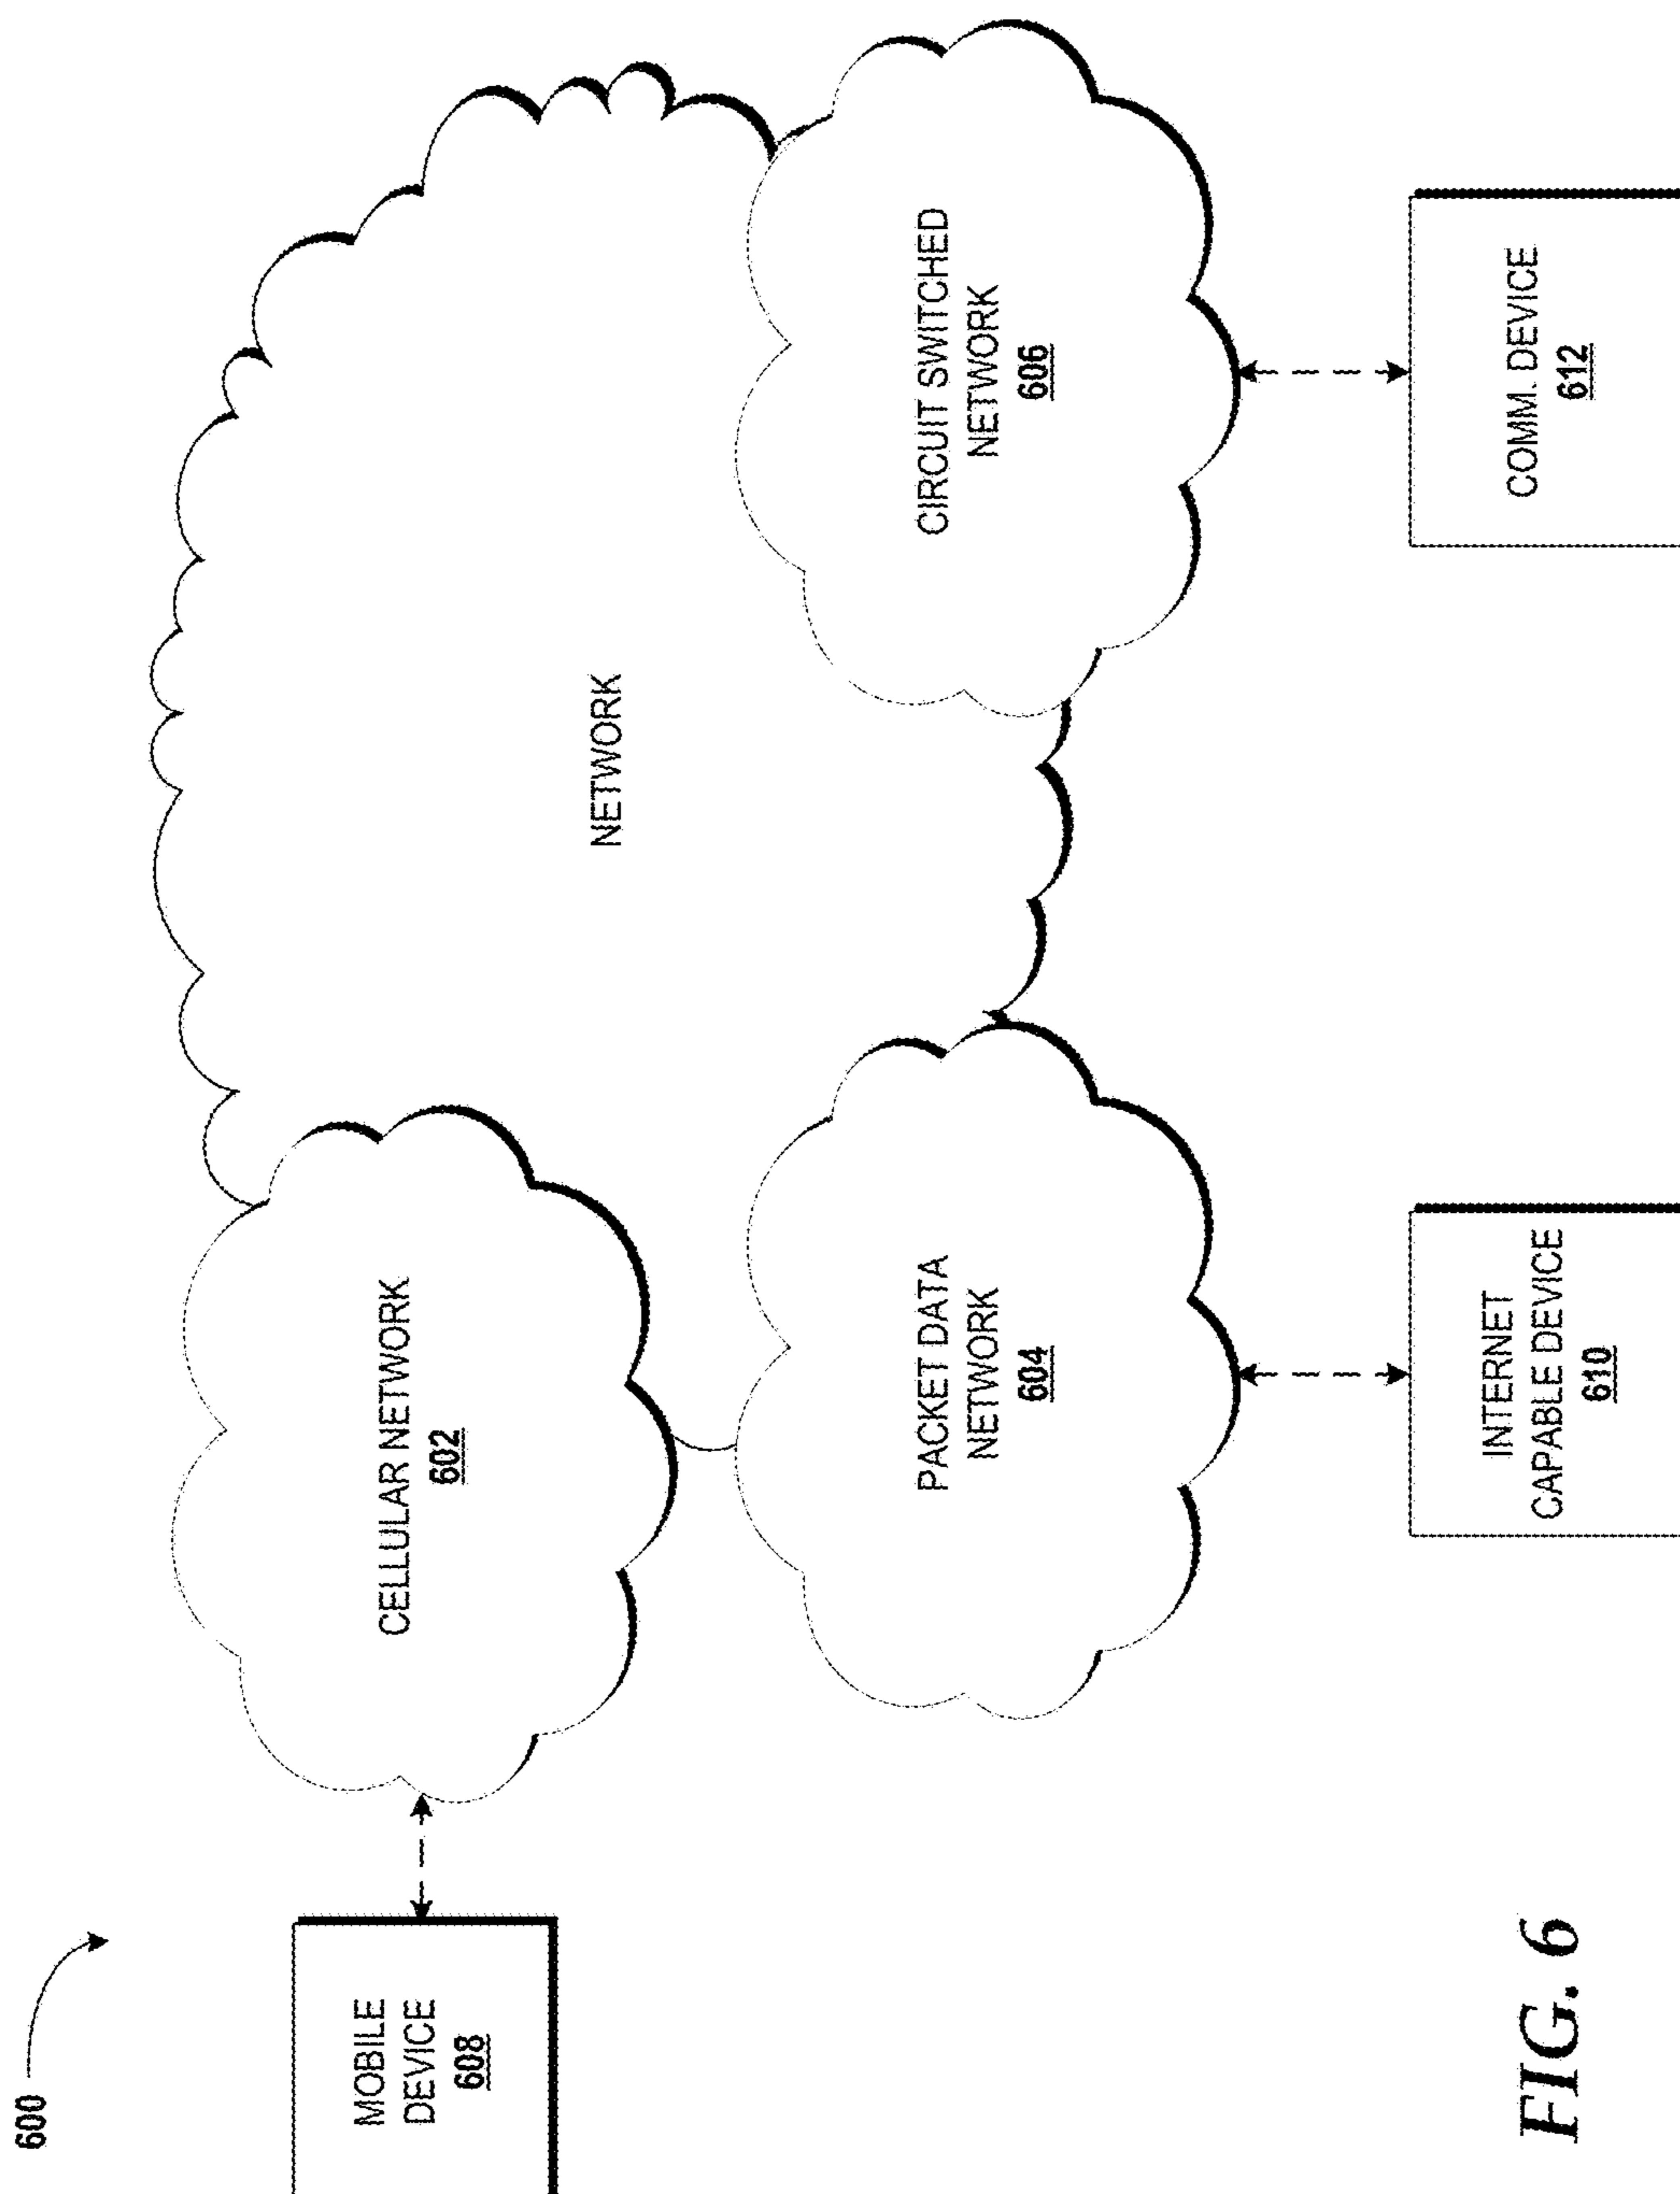 600
MOBILE
DEVICE
608
CELLULAR NETWORK
602
NETWORK
PACKET DATA
NETWORK
604
CIRCUIT SWITCHED
NETWORK
606
INTERNET
CAPABLE DEVICE
610
COMM. DEVICE
612
FIG. 6